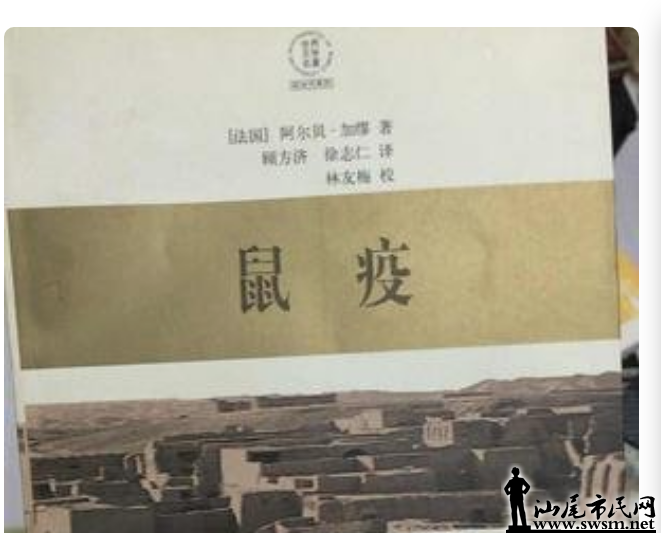 [法国] 阿尔贝·加缪 著
顾方济 徐志仁 译
林友梅 校
鼠 疫
汕尾市民网
www.swsm.net